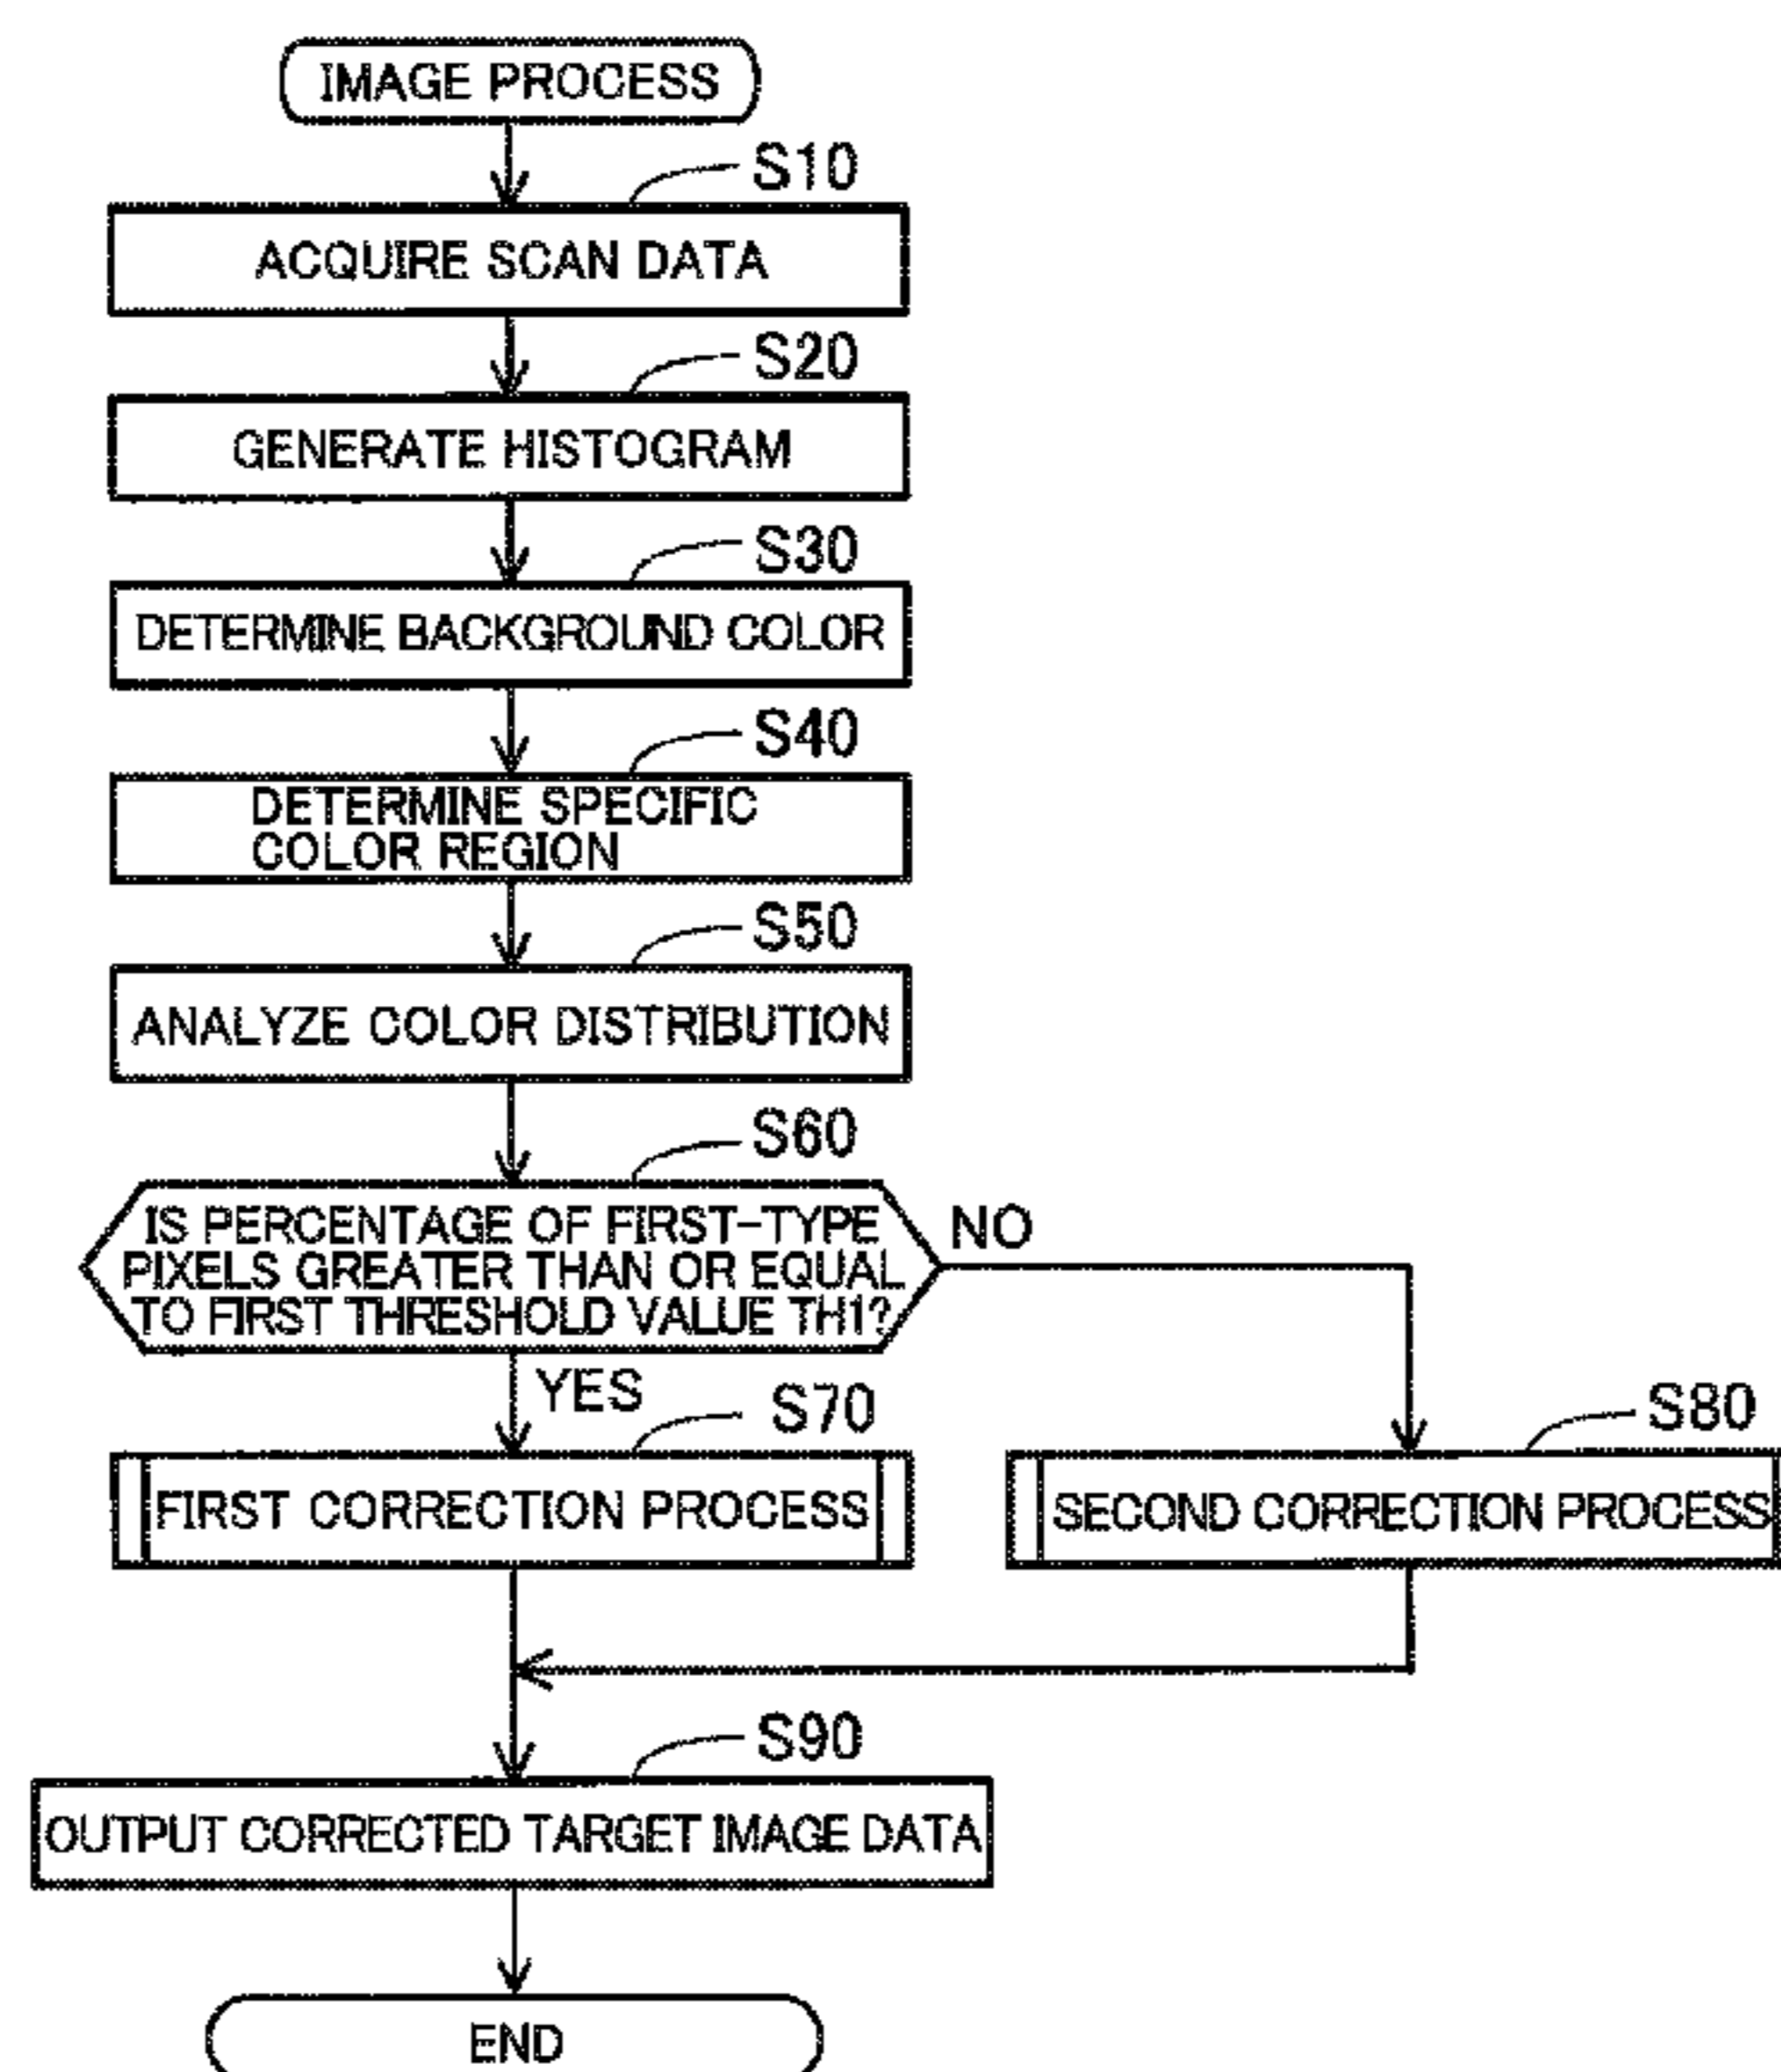 IMAGE PROCESS
S10
ACQUIRE SCAN DATA
S20
GENERATE HISTOGRAM
S30
DETERMINE BACKGROUND COLOR
S40
DETERMINE SPECIFIC
COLOR REGION
S50
ANALYZE COLOR DISTRIBUTION
S60
IS PERCENTAGE OF FIRST-TYPE
PIXELS GREATER THAN OR EQUAL
TO FIRST THRESHOLD VALUE TH1?
NO
YES
S70
S80
FIRST CORRECTION PROCESS
SECOND CORRECTION PROCESS
S90
OUTPUT CORRECTED TARGET IMAGE DATA
END